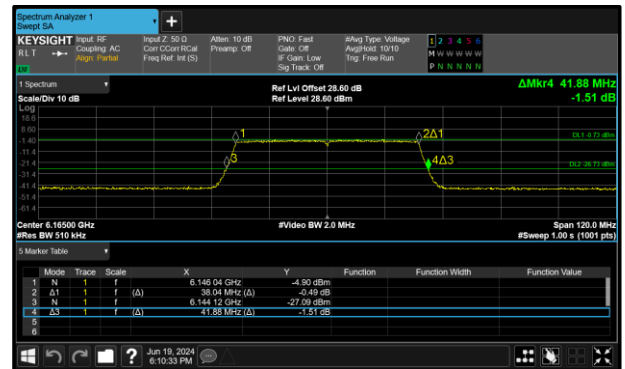 Spectrum Analyzer 1
Swept SA
+
KEYSIGHT Input: RF Input Z: 50 Ω Atten: 10 dB PNO: Fast #Avg Type: Voltage 1 2 3 4 5 6
RLT Coupling: AC Corr CCorr RCal Preamp: Off Gate: Off Avg|Hold: 10/10 M W W W W W
Align: Partial Freq Ref: Int (S) IF Gain: Low Trig: Free Run
Sig Track: Off P N N N N N
LXI
1 Spectrum ΔMkr4 41.88 MHz
Ref Lvl Offset 28.60 dB
Scale/Div 10 dB Ref Level 28.60 dBm -1.51 dB
Log
18.6
8.60
-1.40
-11.4
-21.4
-31.4
-41.4
-51.4
-61.4
1
2Δ1
3
4Δ3
DL1 -0.73 dBm
DL2 -26.73 dBm
Center 6.16500 GHz #Video BW 2.0 MHz Span 120.0 MHz
#Res BW 510 kHz #Sweep 1.00 s (1001 pts)
5 Marker Table
Mode Trace Scale X Y Function Function Width Function Value
1 N 1 f 6.146 04 GHz -4.90 dBm
2 Δ1 1 f (Δ) 38.04 MHz (Δ) -0.49 dB
3 N 1 f 6.144 12 GHz -27.09 dBm
4 Δ3 1 f (Δ) 41.88 MHz (Δ) -1.51 dB
5
6
? Jun 19, 2024
6:10:33 PM